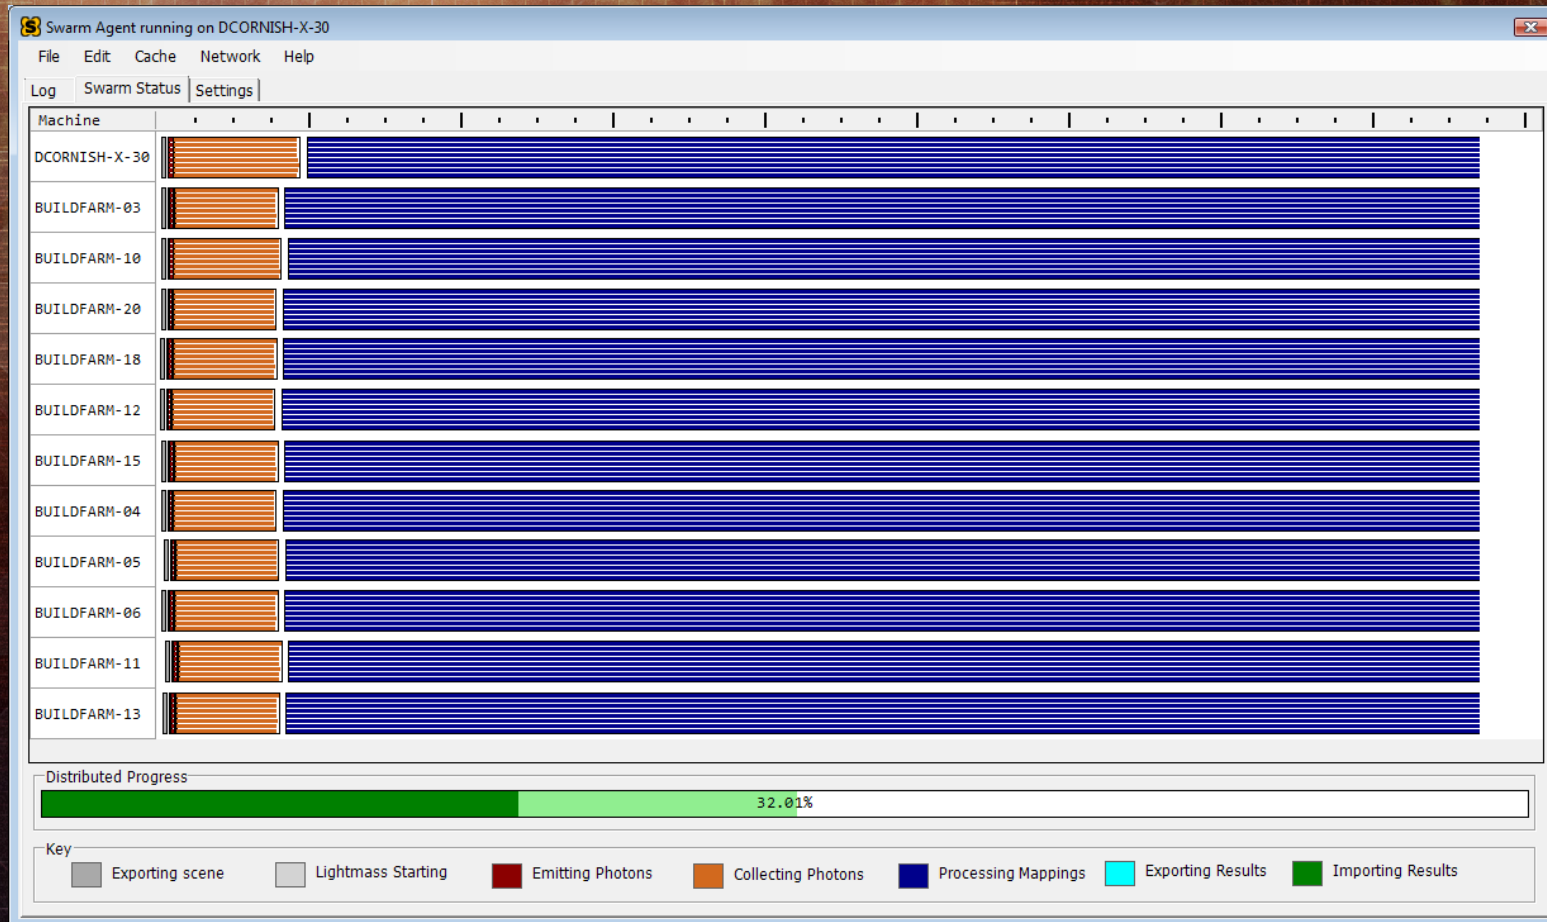 Swarm Agent running on DCORNISH-X-30
File Edit Cache Network Help
Log Swarm Status Settings
Machine
DCORNISH-X-30
BUILDFARM-03
BUILDFARM-10
BUILDFARM-20
BUILDFARM-18
BUILDFARM-12
BUILDFARM-15
BUILDFARM-04
BUILDFARM-05
BUILDFARM-06
BUILDFARM-11
BUILDFARM-13
Distributed Progress
32.01%
Key
Exporting scene Lightmass Starting Emitting Photons Collecting Photons Processing Mappings Exporting Results Importing Results